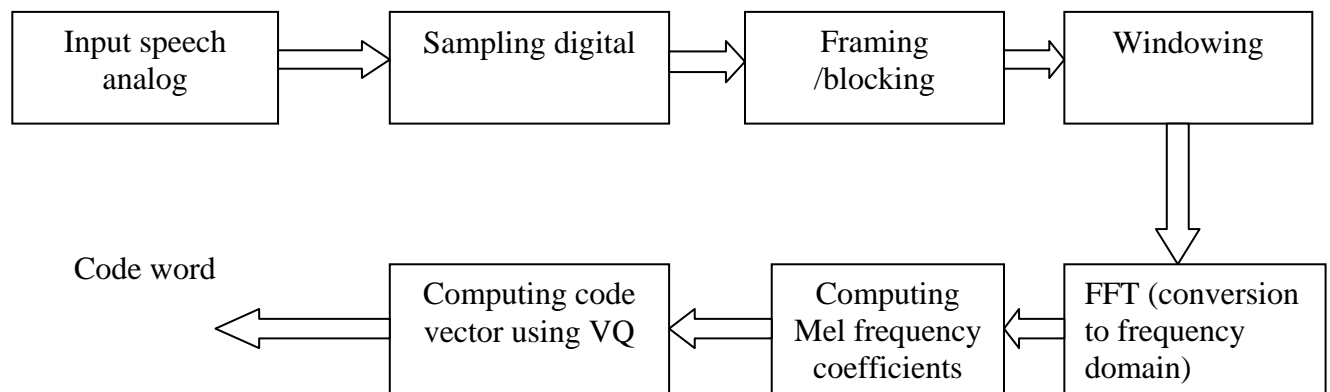 Input speech
analog
Sampling digital
Framing
/blocking
Windowing
FFT (conversion
to frequency
domain)
Computing
Mel frequency
coefficients
Computing code
vector using VQ
Code word